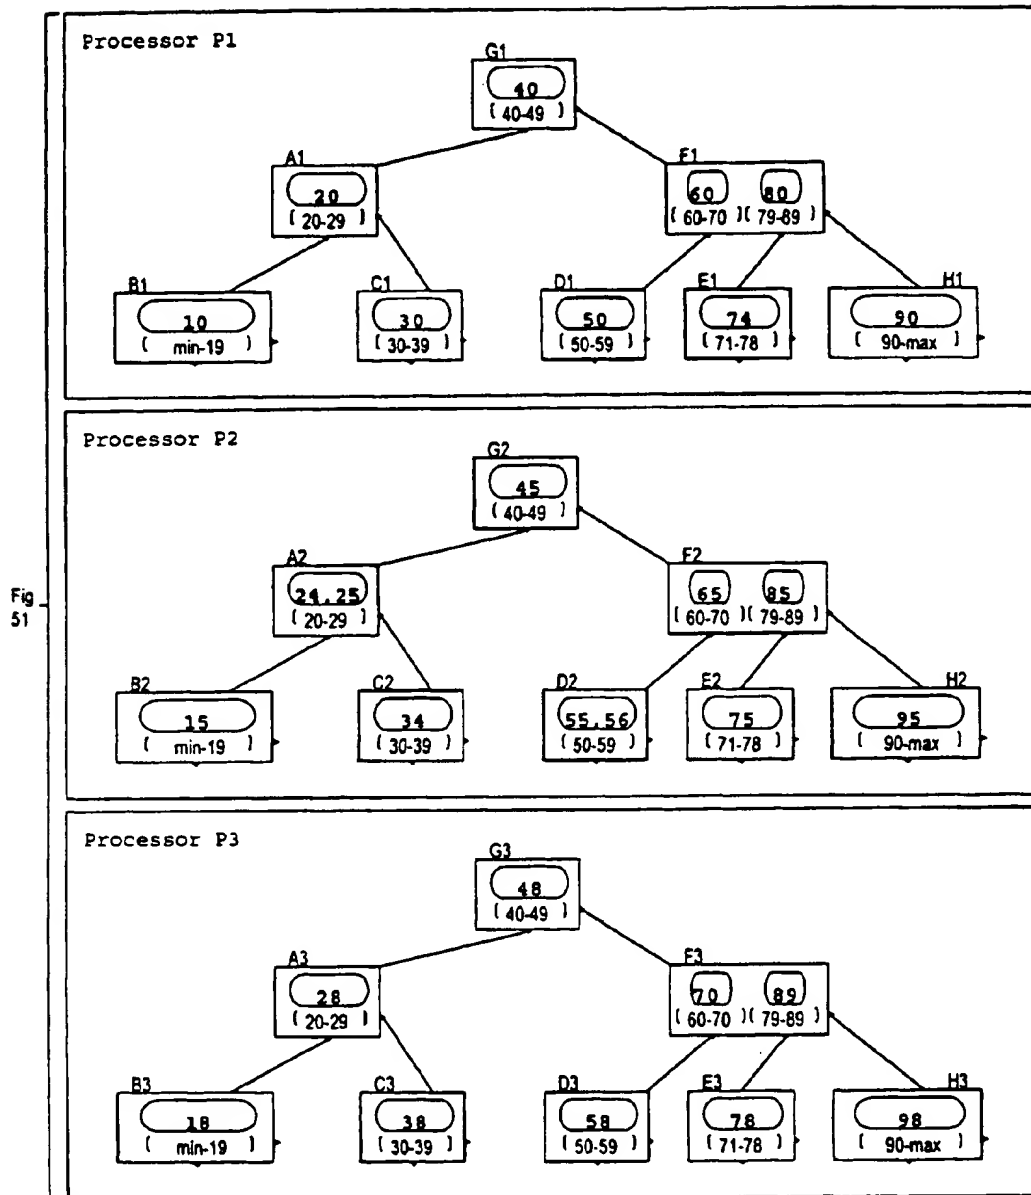 Processor P1
G1
40
( 40-49 )
A1
20
( 20-29 )
F1
60 80
( 60-70 )( 79-89 )
B1
10
( min-19 )
C1
30
( 30-39 )
D1
50
( 50-59 )
E1
74
( 71-78 )
H1
90
( 90-max )
Processor P2
G2
45
( 40-49 )
A2
24,25
( 20-29 )
F2
65 85
( 60-70 )( 79-89 )
Fig
51
B2
15
( min-19 )
C2
34
( 30-39 )
D2
55,56
( 50-59 )
E2
75
( 71-78 )
H2
95
( 90-max )
Processor P3
G3
48
( 40-49 )
A3
28
( 20-29 )
F3
70 89
( 60-70 )( 79-89 )
B3
18
( min-19 )
C3
38
( 30-39 )
D3
58
( 50-59 )
E3
78
( 71-78 )
H3
98
( 90-max )